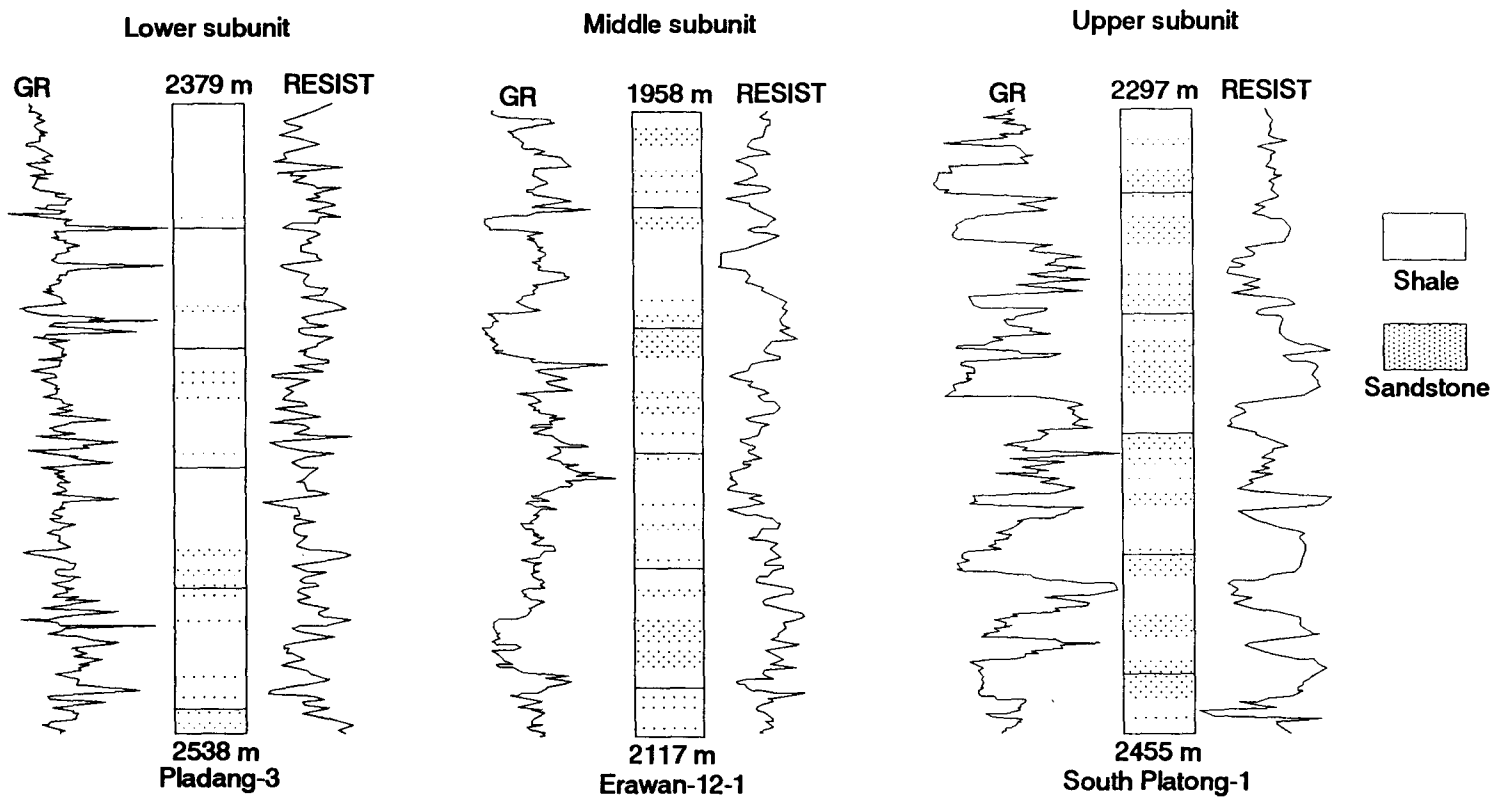 Lower subunit
Middle subunit
Upper subunit
GR
2379 m
RESIST
GR
1958 m
RESIST
GR
2297 m
RESIST
Shale
Sandstone
2538 m
Pladang-3
2117 m
Erawan-12-1
2455 m
South Platong-1